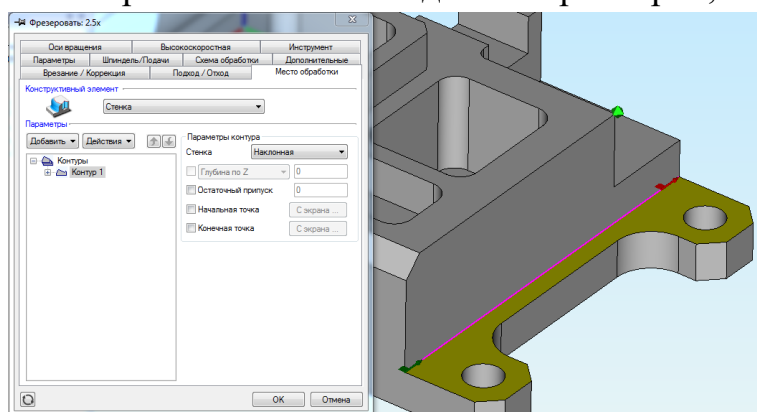 Фрезеровать: 2.5x
Оси вращения
Высокоскоростная
Инструмент
Параметры
Шпиндель/Подачи
Схема обработки
Дополнительные
Врезание / Коррекция
Подход / Отход
Место обработки
Конструктивный элемент
Стенка
Параметры
Добавить
Действия
Контуры
Контур 1
Параметры контура
Стенка
Наклонная
Глубина по Z
0
Остаточный припуск
0
Начальная точка
С экрана ...
Конечная точка
С экрана ...
OK
Отмена